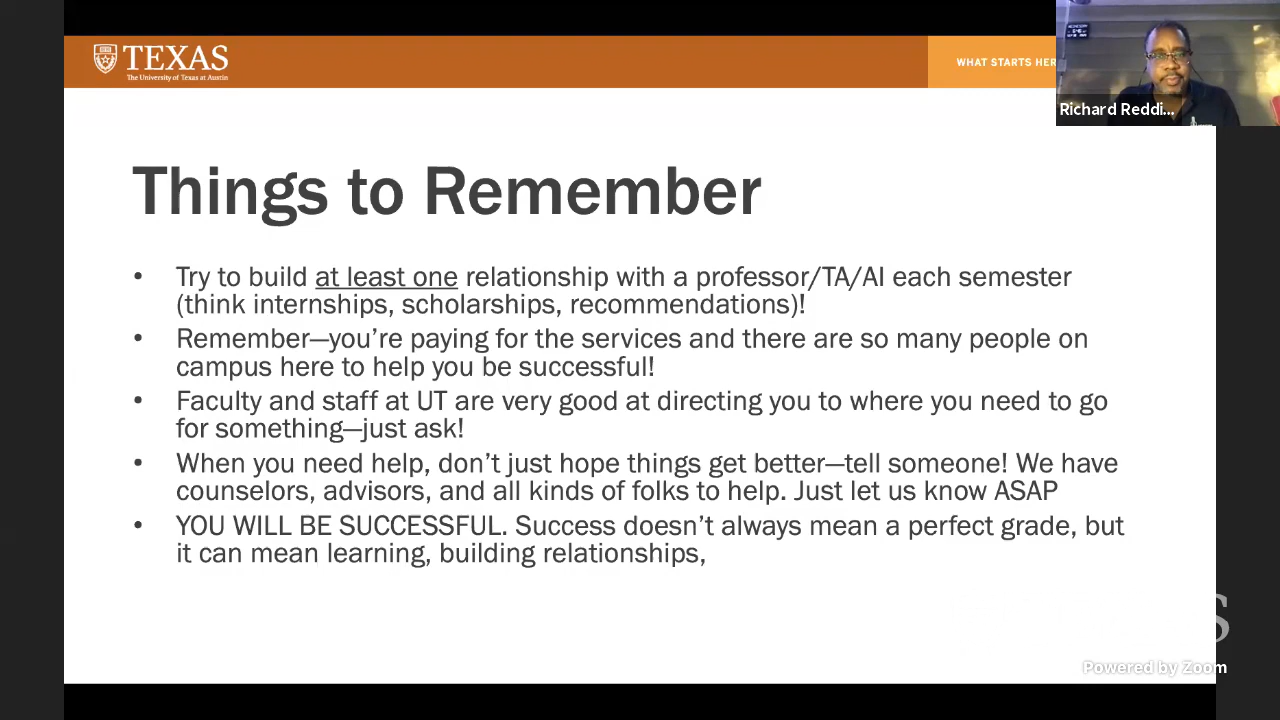 TEXAS
The University of Texas at Austin
WHAT STARTS HER
Richard Reddi...
Things to Remember
• Try to build at least one relationship with a professor/TA/AI each semester
(think internships, scholarships, recommendations)!
• Remember—you’re paying for the services and there are so many people on
campus here to help you be successful!
• Faculty and staff at UT are very good at directing you to where you need to go
for something—just ask!
• When you need help, don’t just hope things get better—tell someone! We have
counselors, advisors, and all kinds of folks to help. Just let us know ASAP
• YOU WILL BE SUCCESSFUL. Success doesn’t always mean a perfect grade, but
it can mean learning, building relationships,
S
Powered by Zoom